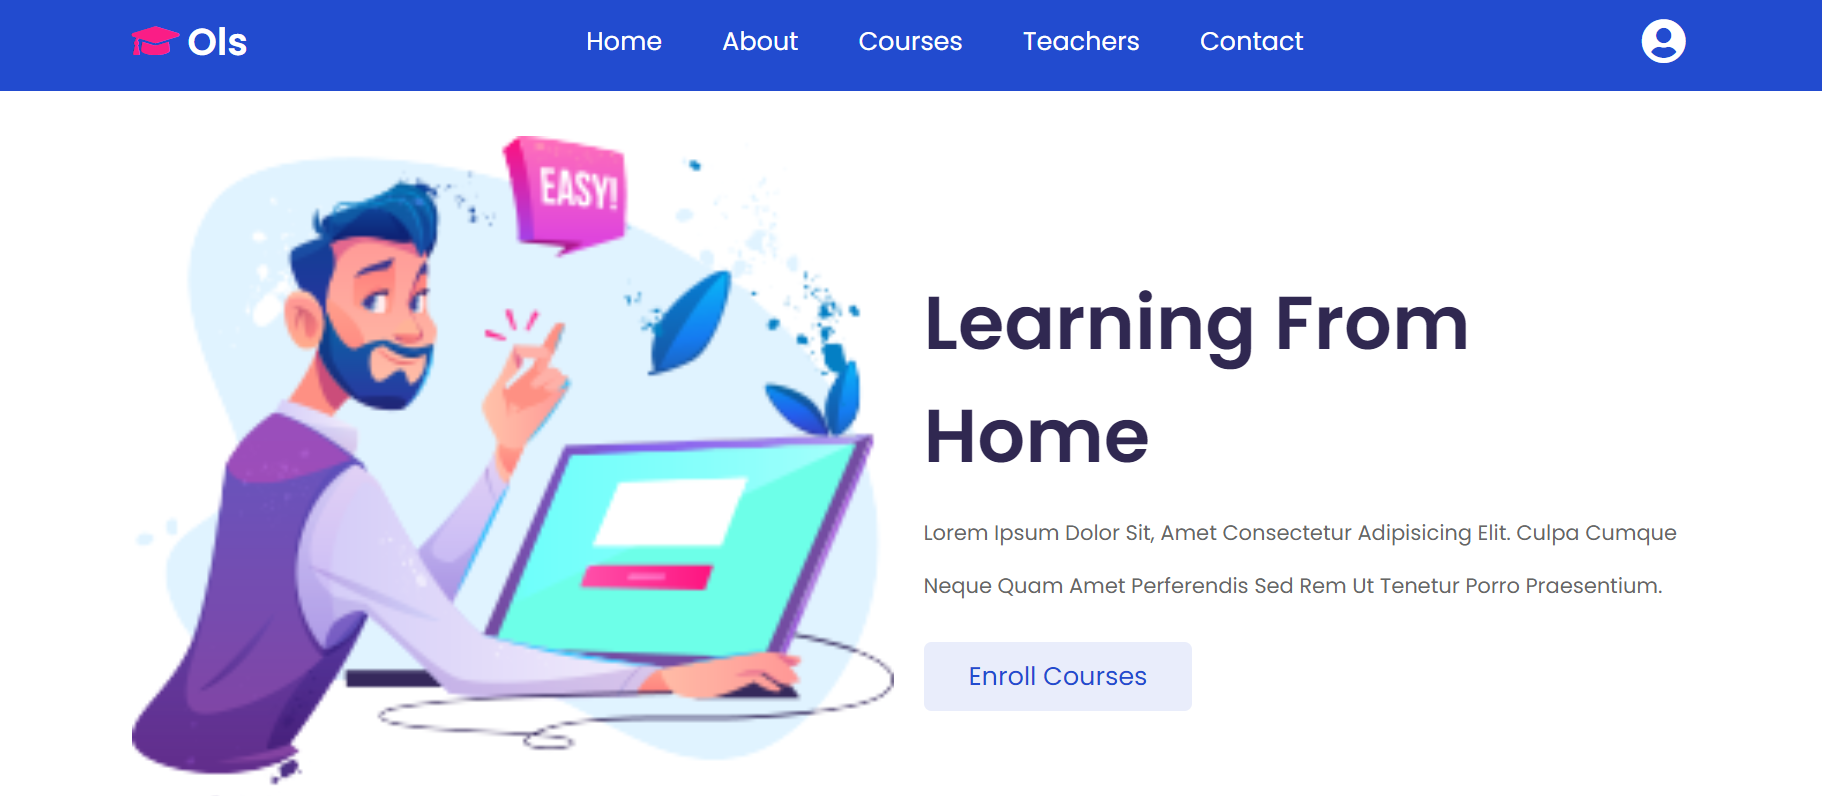 Ols
Home About Courses Teachers Contact
EASY!
Learning From
Home
Lorem Ipsum Dolor Sit, Amet Consectetur Adipisicing Elit. Culpa Cumque
Neque Quam Amet Perferendis Sed Rem Ut Tenetur Porro Praesentium.
Enroll Courses